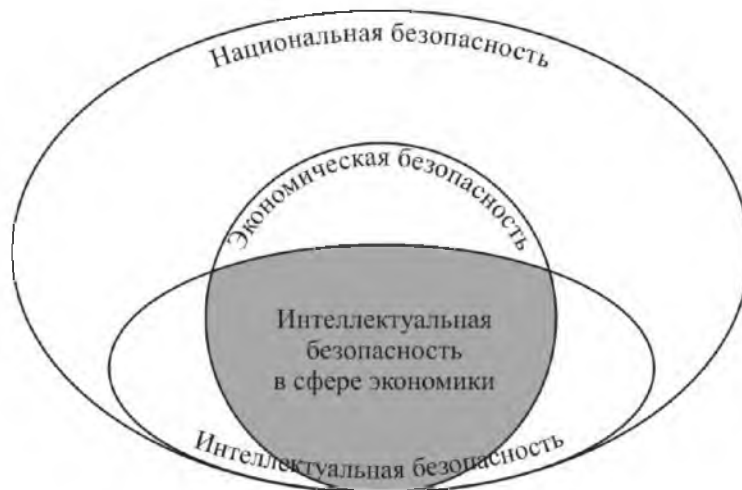 Национальная безопасность
Экономическая безопасность
Интеллектуальная
безопасность
в сфере экономики
Интеллектуальная безопасность